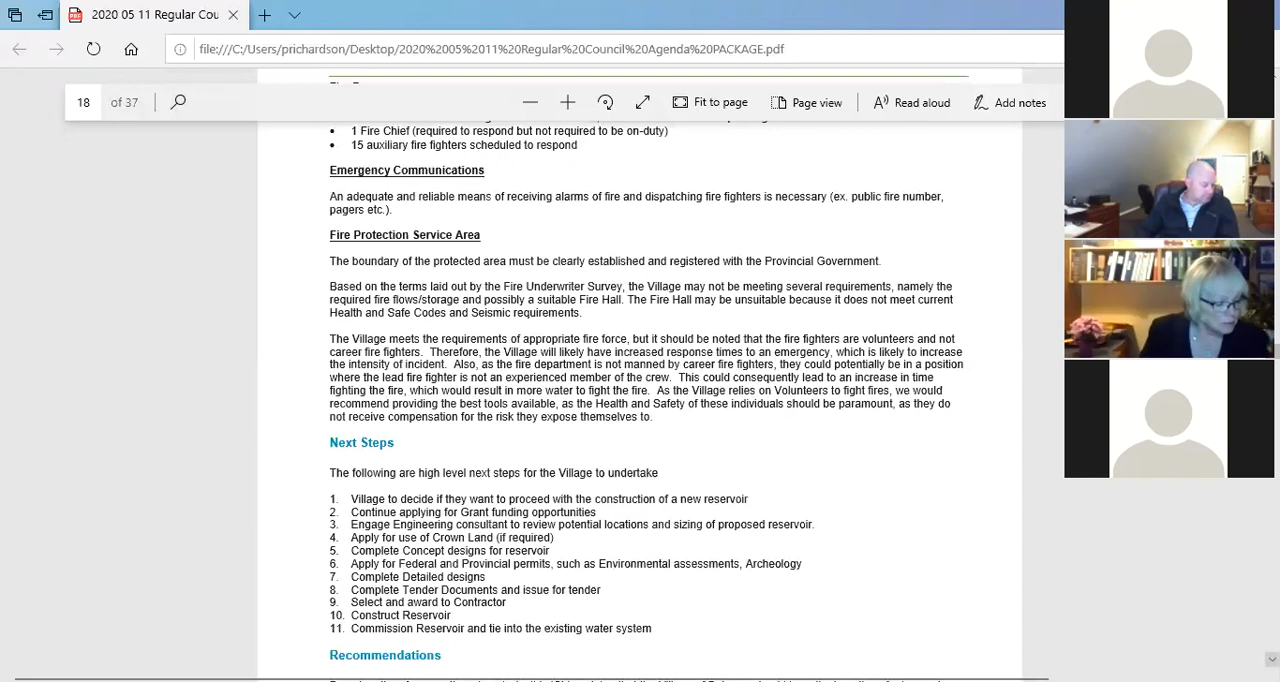 2020 05 11 Regular Cou
file:///C:/Users/prichardson/Desktop/2020%2005%2011%20Regular%20Council%20Agenda%20PACKAGE.pdf
18 of 37 Fit to page Page view Read aloud Add notes
• 1 Fire Chief (required to respond but not required to be on-duty)
• 15 auxiliary fire fighters scheduled to respond
Emergency Communications
An adequate and reliable means of receiving alarms of fire and dispatching fire fighters is necessary (ex. public fire number,
pagers etc.).
Fire Protection Service Area
The boundary of the protected area must be clearly established and registered with the Provincial Government.
Based on the terms laid out by the Fire Underwriter Survey, the Village may not be meeting several requirements, namely the
required fire flows/storage and possibly a suitable Fire Hall. The Fire Hall may be unsuitable because it does not meet current
Health and Safe Codes and Seismic requirements.
The Village meets the requirements of appropriate fire force, but it should be noted that the fire fighters are volunteers and not
career fire fighters. Therefore, the Village will likely have increased response times to an emergency, which is likely to increase
the intensity of incident. Also, as the fire department is not manned by career fire fighters, they could potentially be in a position
where the lead fire fighter is not an experienced member of the crew. This could consequently lead to an increase in time
fighting the fire, which would result in more water to fight the fire. As the Village relies on Volunteers to fight fires, we would
recommend providing the best tools available, as the Health and Safety of these individuals should be paramount, as they do
not receive compensation for the risk they expose themselves to.
Next Steps
The following are high level next steps for the Village to undertake
1. Village to decide if they want to proceed with the construction of a new reservoir
2. Continue applying for Grant funding opportunities
3. Engage Engineering consultant to review potential locations and sizing of proposed reservoir.
4. Apply for use of Crown Land (if required)
5. Complete Concept designs for reservoir
6. Apply for Federal and Provincial permits, such as Environmental assessments, Archeology
7. Complete Detailed designs
8. Complete Tender Documents and issue for tender
9. Select and award to Contractor
10. Construct Reservoir
11. Commission Reservoir and tie into the existing water system
Recommendations